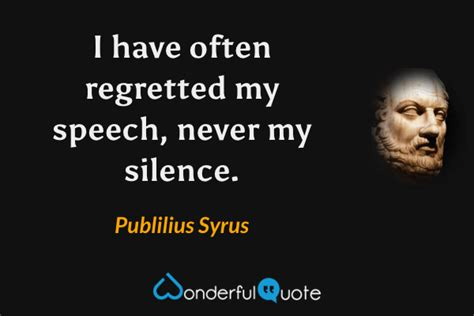 I have often
regretted my
speech, never my
silence.
Publilius Syrus
WonderfulQuote